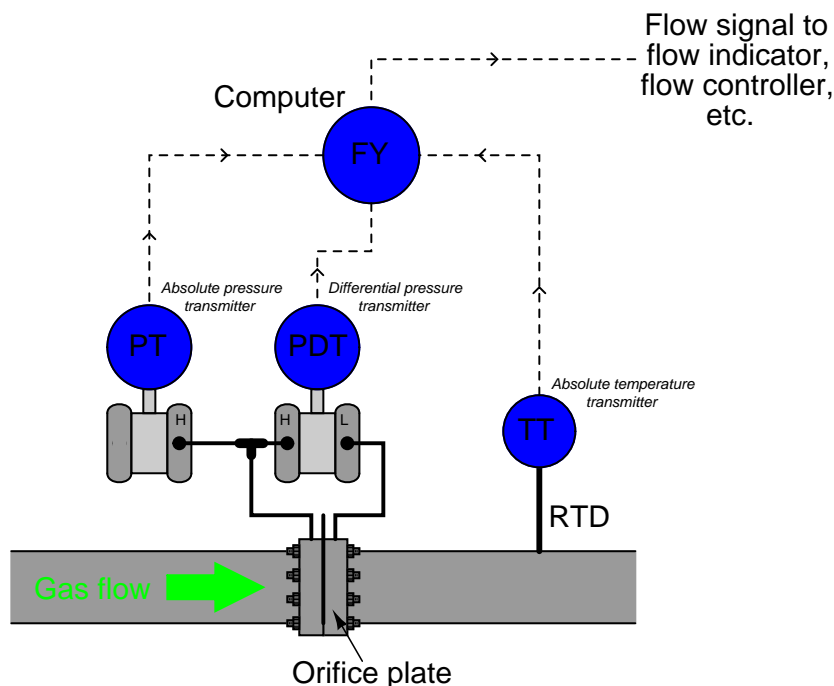 Flow signal to
flow indicator,
flow controller,
etc.
Computer
FY
Absolute pressure
transmitter
Differential pressure
transmitter
PT
PDT
Absolute temperature
transmitter
H
H
L
TT
RTD
Gas flow
Orifice plate